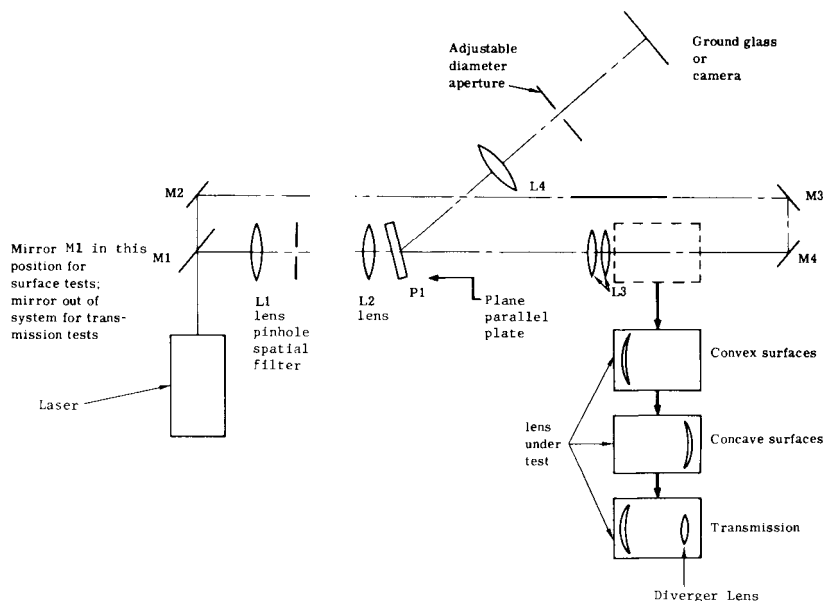 Ground glass
or
camera
Adjustable
diameter
aperture
L4
M2
M3
Mirror M1 in this
position for
surface tests;
mirror out of
system for trans-
mission tests
M1
M4
L1
lens
pinhole
spatial
filter
L2
lens
P1
Plane
parallel
plate
L3
Laser
Convex surfaces
lens
under
test
Concave surfaces
Transmission
Diverger Lens